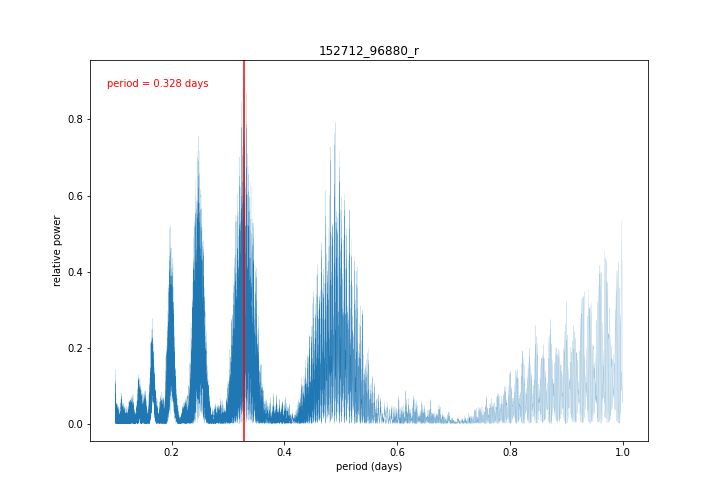 152712_96880_r
period = 0.328 days
relative power
0.8
0.6
0.4
0.2
0.0
0.2 0.4 0.6 0.8 1.0
period (days)